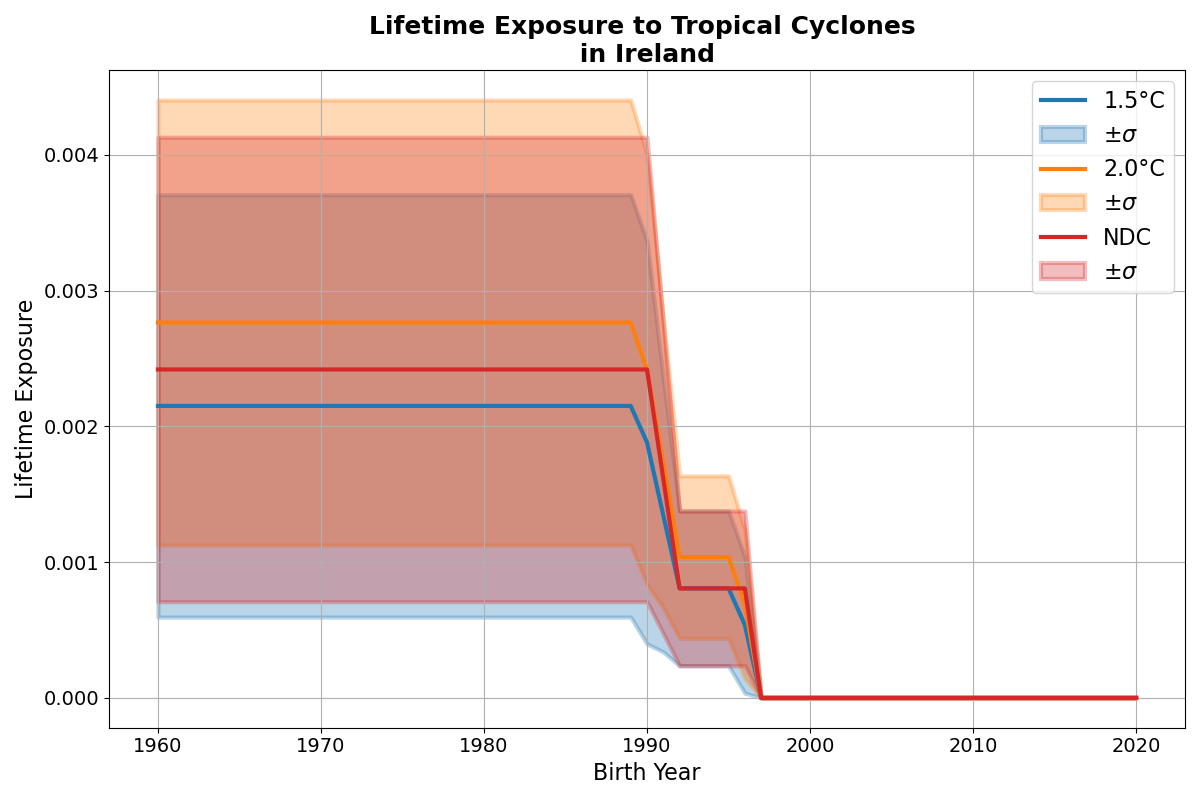 Lifetime Exposure to Tropical Cyclones
in Ireland
1.5°C
±σ
2.0°C
±σ
NDC
±σ
Lifetime Exposure
0.004
0.003
0.002
0.001
0.000
1960 1970 1980 1990 2000 2010 2020
Birth Year